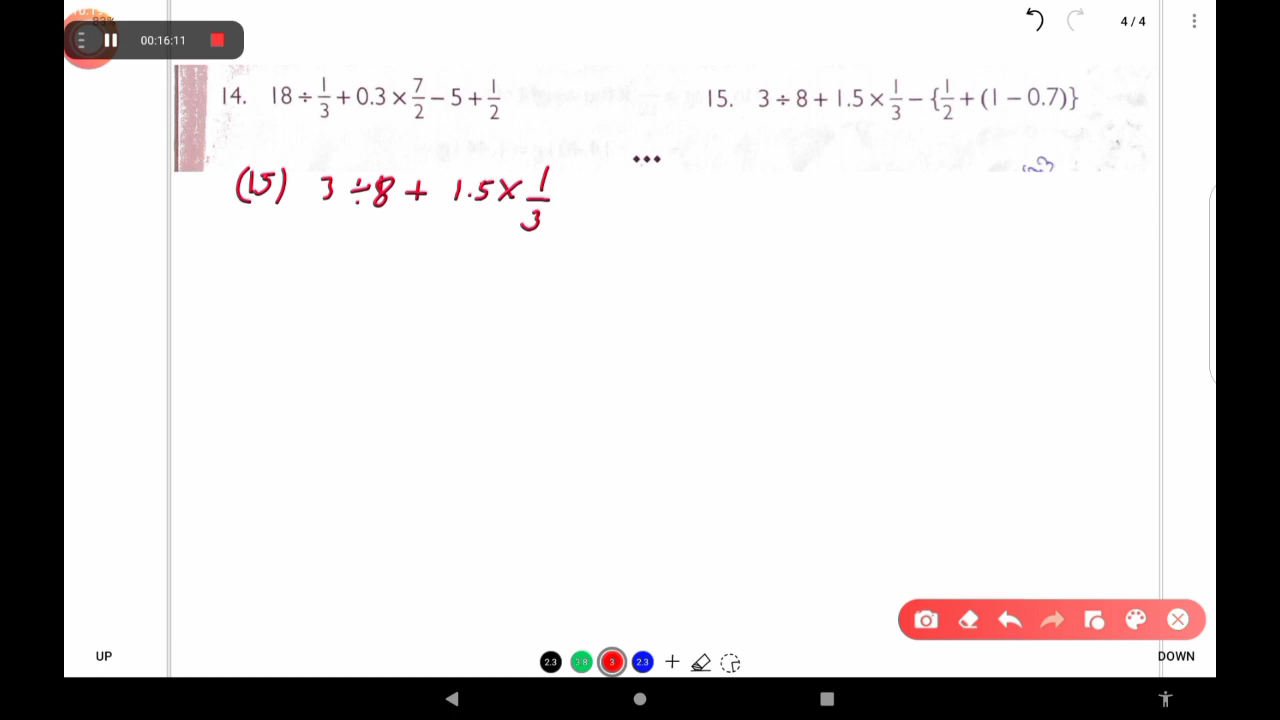 83%
00:16:11
4 / 4
14. 18 ÷ 1/3 + 0.3 × 7/2 − 5 + 1/2
15. 3 ÷ 8 + 1.5 × 1/3 − {1/2 + (1 − 0.7)}
(15) 3 ÷ 8 + 1.5 × 1/3
UP
2.3
3.8
3
2.3
DOWN